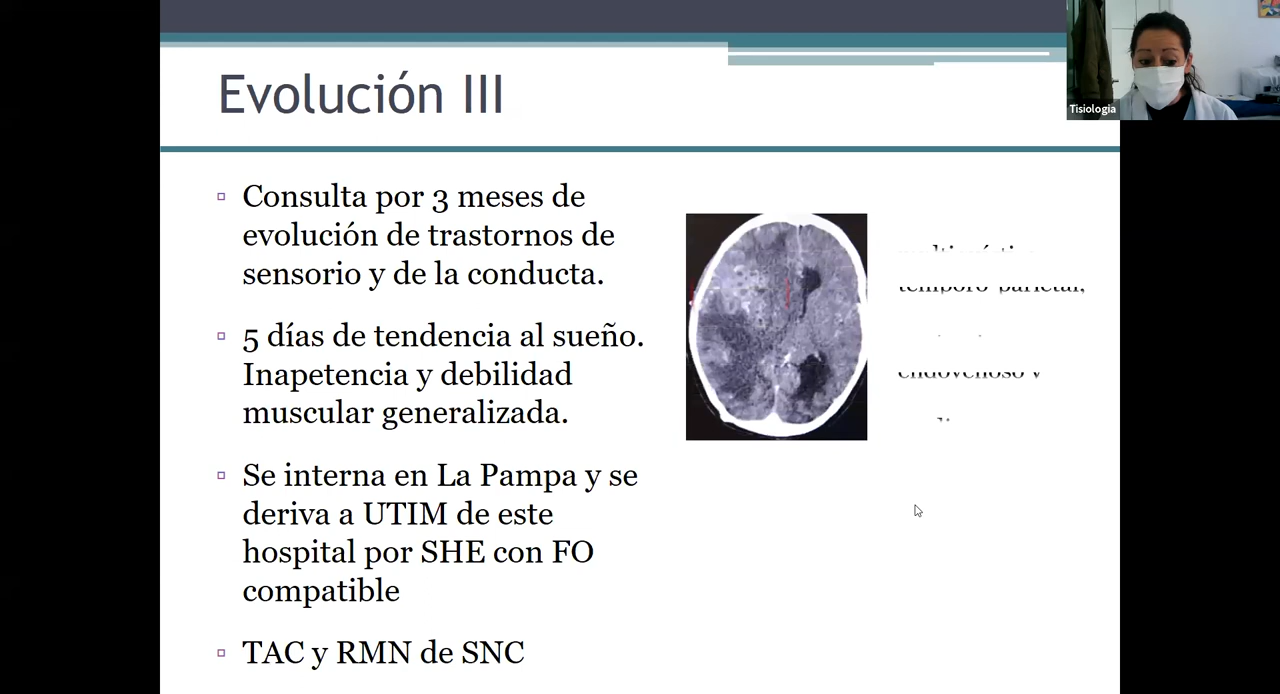 Evolución III
Tisiologia
Consulta por 3 meses de
evolución de trastornos de
sensorio y de la conducta.
5 días de tendencia al sueño.
Inapetencia y debilidad
muscular generalizada.
Se interna en La Pampa y se
deriva a UTIM de este
hospital por SHE con FO
compatible
TAC y RMN de SNC
temporo-parietal,
endovenoso y